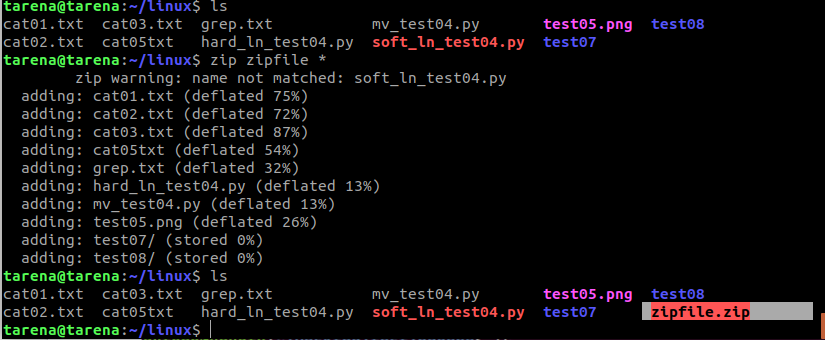 tarena@tarena:~/linux$ ls
cat01.txt  cat03.txt  grep.txt           mv_test04.py       test05.png  test08
cat02.txt  cat05txt   hard_ln_test04.py  soft_ln_test04.py  test07
tarena@tarena:~/linux$ zip zipfile *
        zip warning: name not matched: soft_ln_test04.py
  adding: cat01.txt (deflated 75%)
  adding: cat02.txt (deflated 72%)
  adding: cat03.txt (deflated 87%)
  adding: cat05txt (deflated 54%)
  adding: grep.txt (deflated 32%)
  adding: hard_ln_test04.py (deflated 13%)
  adding: mv_test04.py (deflated 13%)
  adding: test05.png (deflated 26%)
  adding: test07/ (stored 0%)
  adding: test08/ (stored 0%)
tarena@tarena:~/linux$ ls
cat01.txt  cat03.txt  grep.txt           mv_test04.py       test05.png  test08
cat02.txt  cat05txt   hard_ln_test04.py  soft_ln_test04.py  test07      zipfile.zip
tarena@tarena:~/linux$